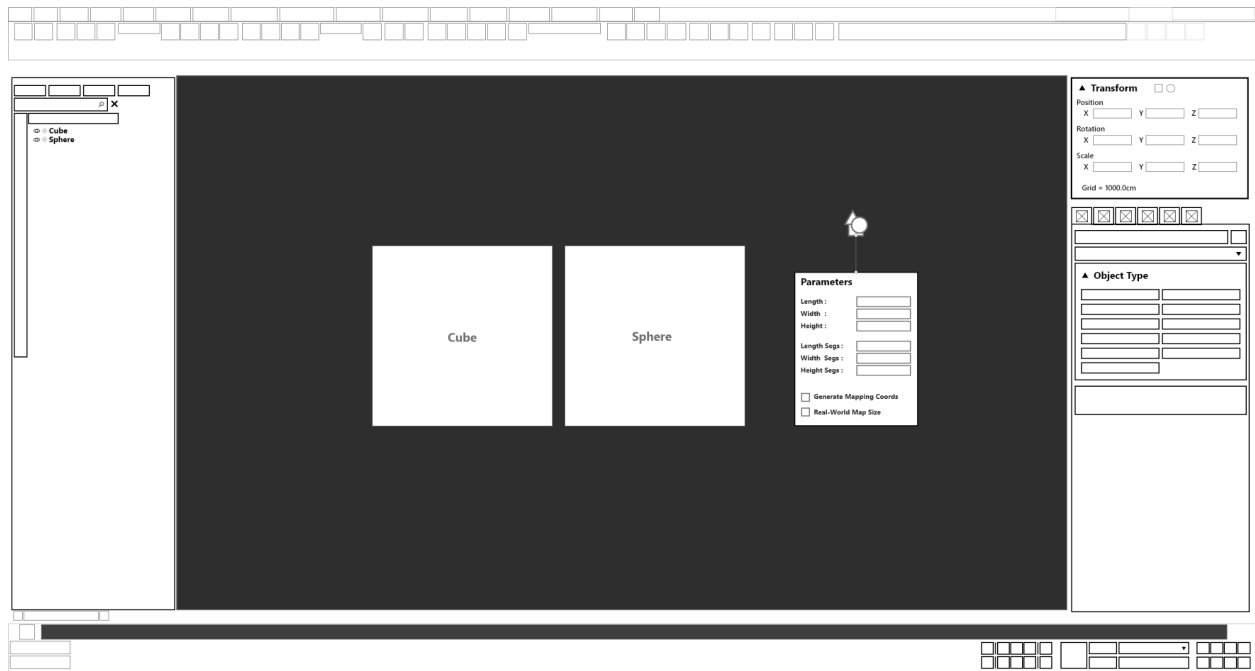 Cube
Sphere
Cube
Sphere
Parameters
Length :
Width :
Height :
Length Segs :
Width Segs :
Height Segs :
Generate Mapping Coords
Real-World Map Size
Transform
Position
X Y Z
Rotation
X Y Z
Scale
X Y Z
Grid = 1000.0cm
Object Type